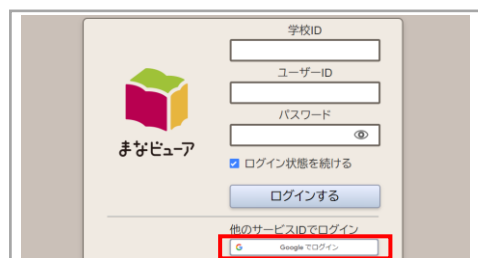 学校ID
ユーザーID
パスワード
まなビューア
ログイン状態を続ける
ログインする
他のサービスIDでログイン
G Google でログイン